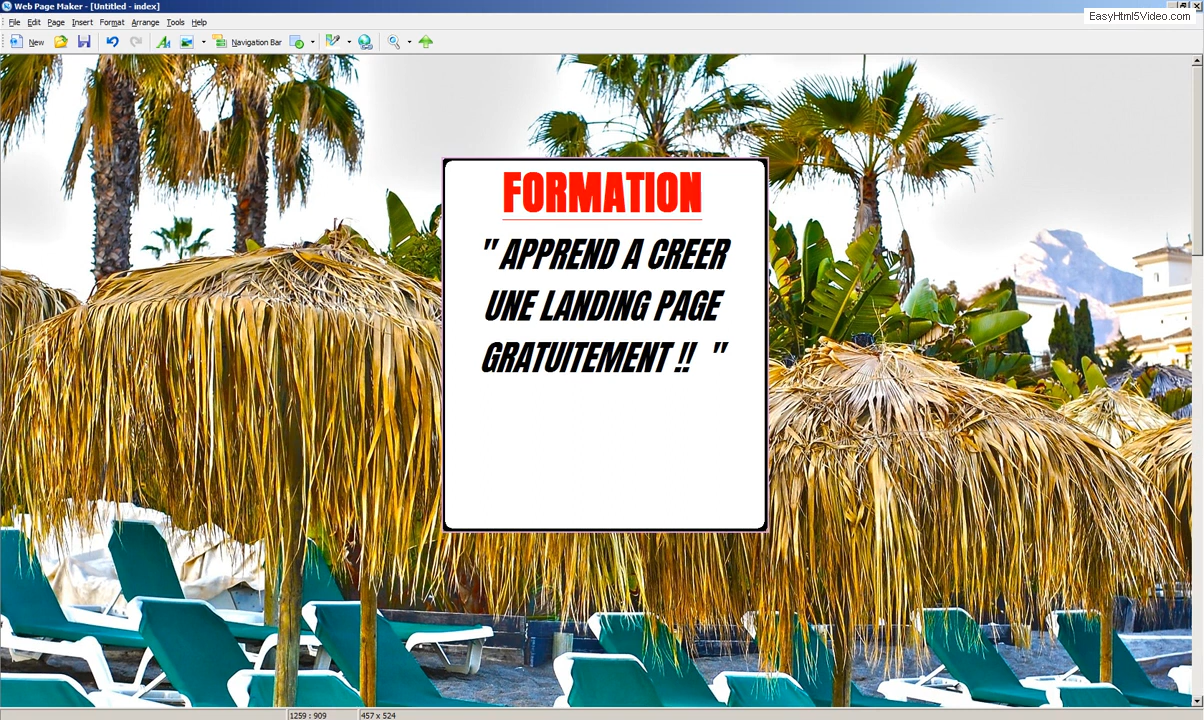 Web Page Maker - [Untitled - index]
EasyHtml5Video.com
File Edit Page Insert Format Arrange Tools Help
New Navigation Bar
FORMATION
" APPREND A CREER
UNE LANDING PAGE
GRATUITEMENT !! "
1259 : 909 457 x 524